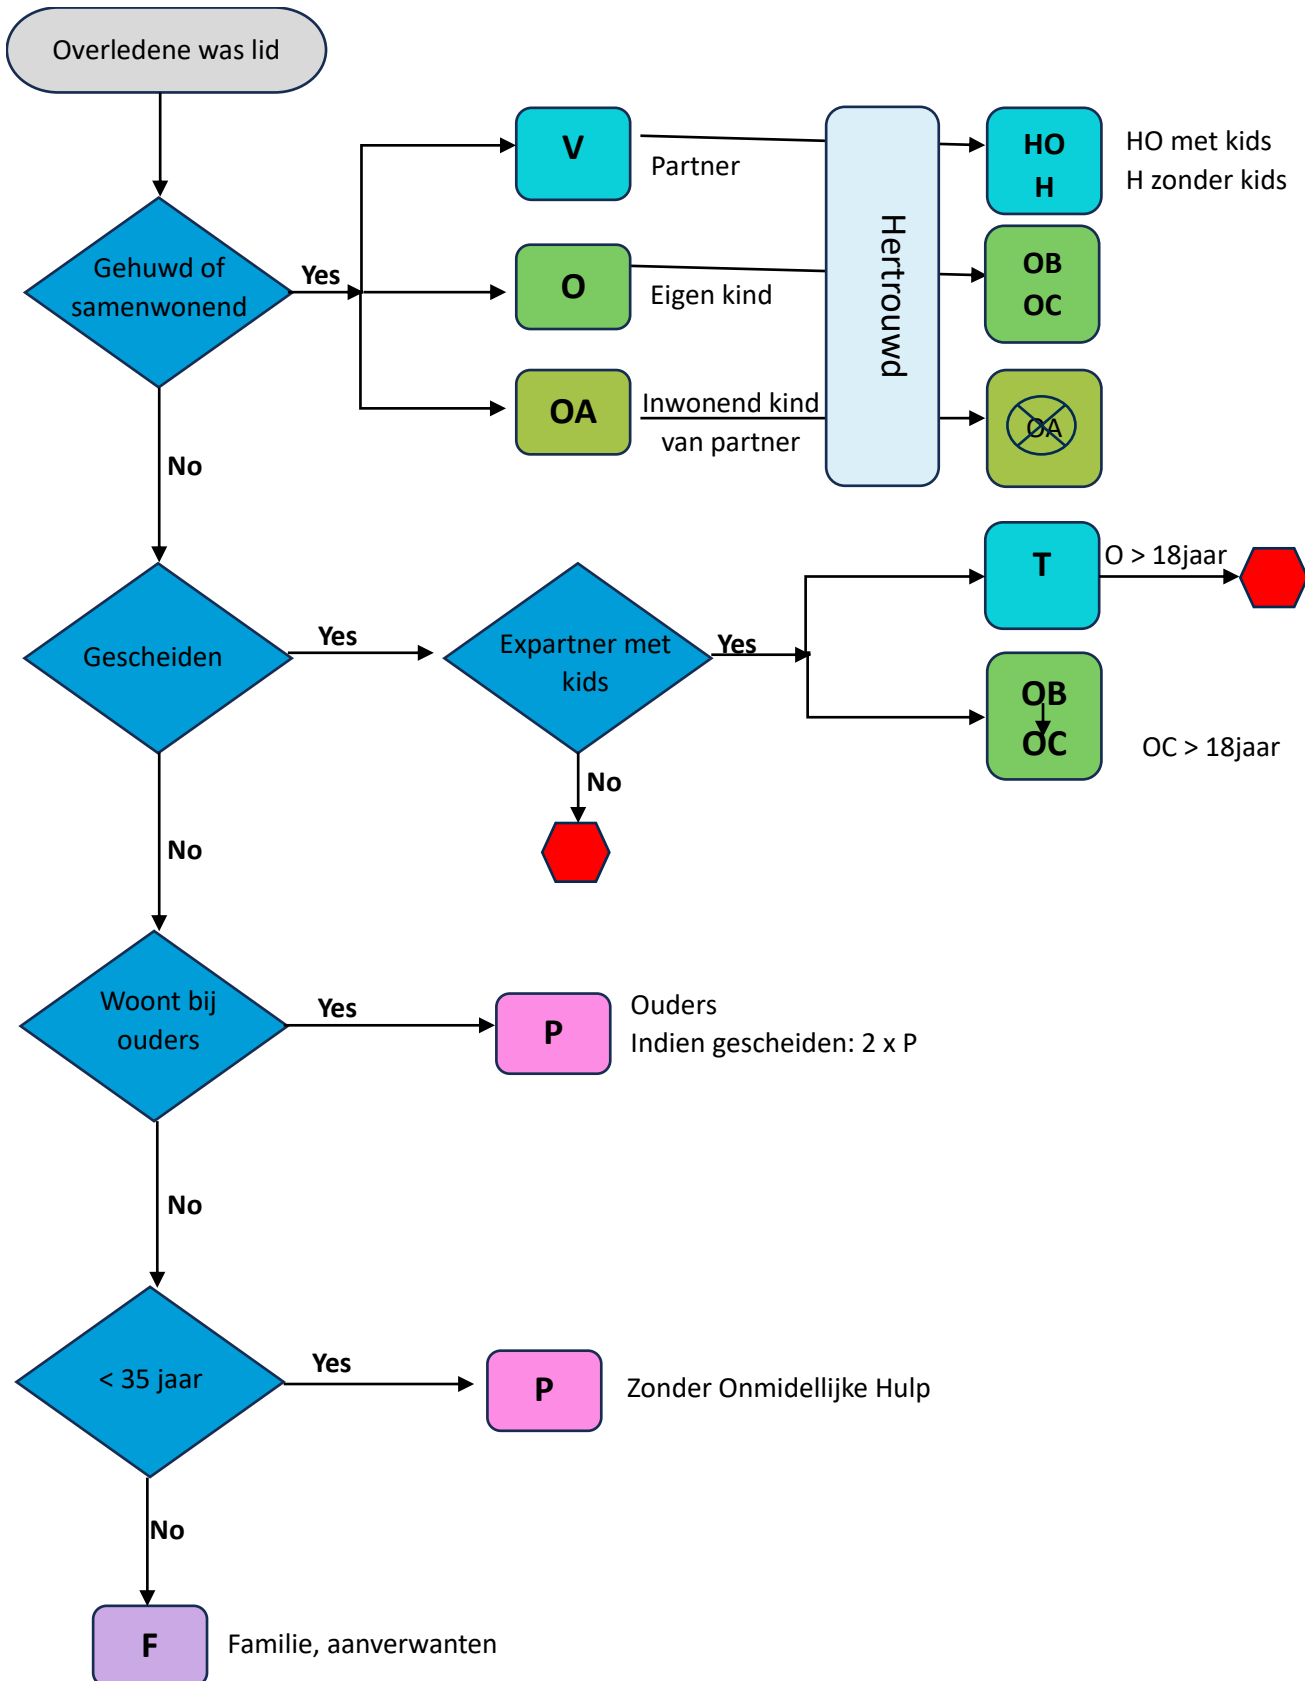 Overledene was lid
V
Partner
HO
H
HO met kids
H zonder kids
Gehuwd of
samenwonend
Yes
O
Eigen kind
Hertrouwd
OB
OC
OA
Inwonend kind
van partner
OA
No
Gescheiden
Yes
Expartner met
kids
Yes
T
O > 18jaar
OB
OC
OC > 18jaar
No
No
Woont bij
ouders
Yes
P
Ouders
Indien gescheiden: 2 x P
No
< 35 jaar
Yes
P
Zonder Onmidellijke Hulp
No
F
Familie, aanverwanten